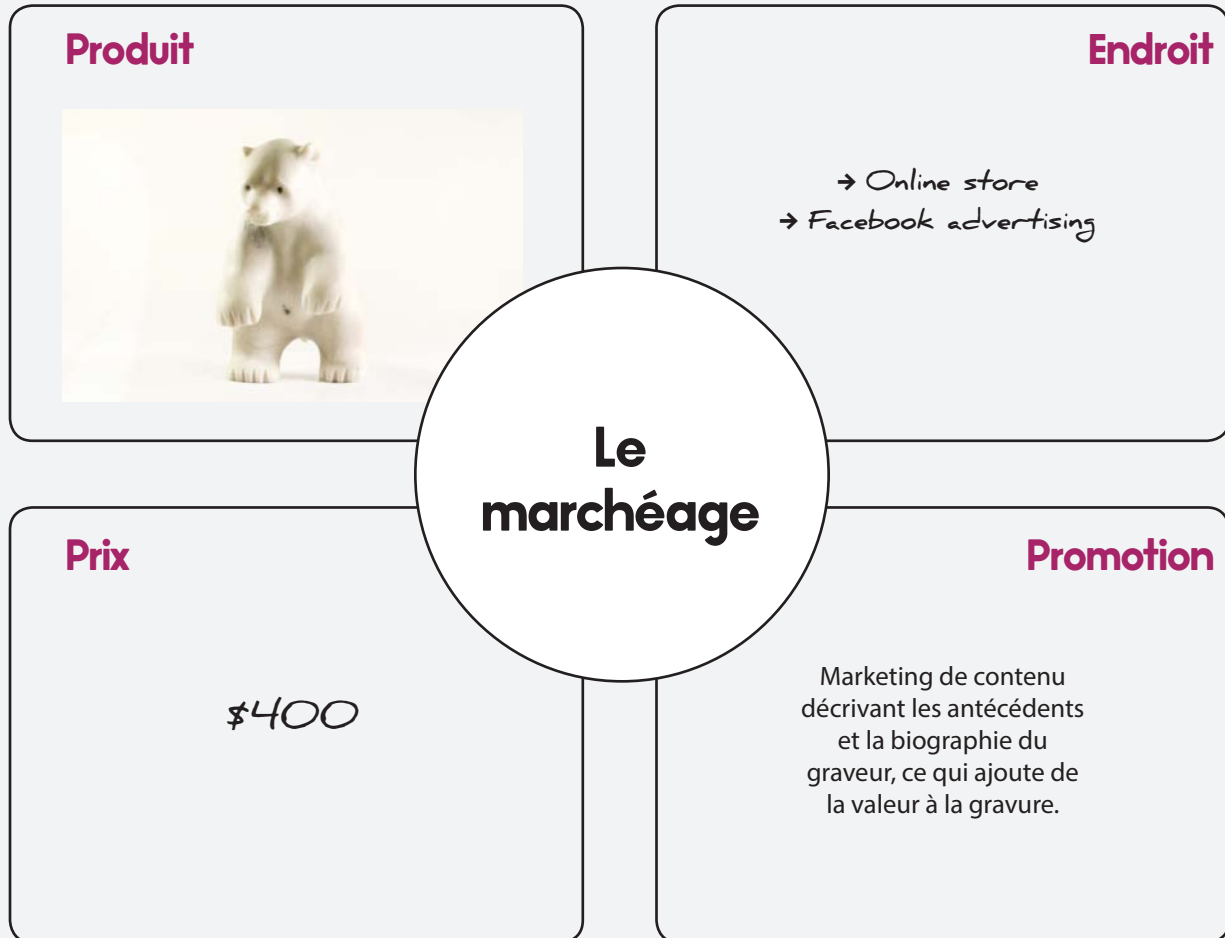 Produit
Endroit
→ Online store
→ Facebook advertising
Le
marchéage
Prix
$400
Promotion
Marketing de contenu
décrivant les antécédents
et la biographie du
graveur, ce qui ajoute de
la valeur à la gravure.